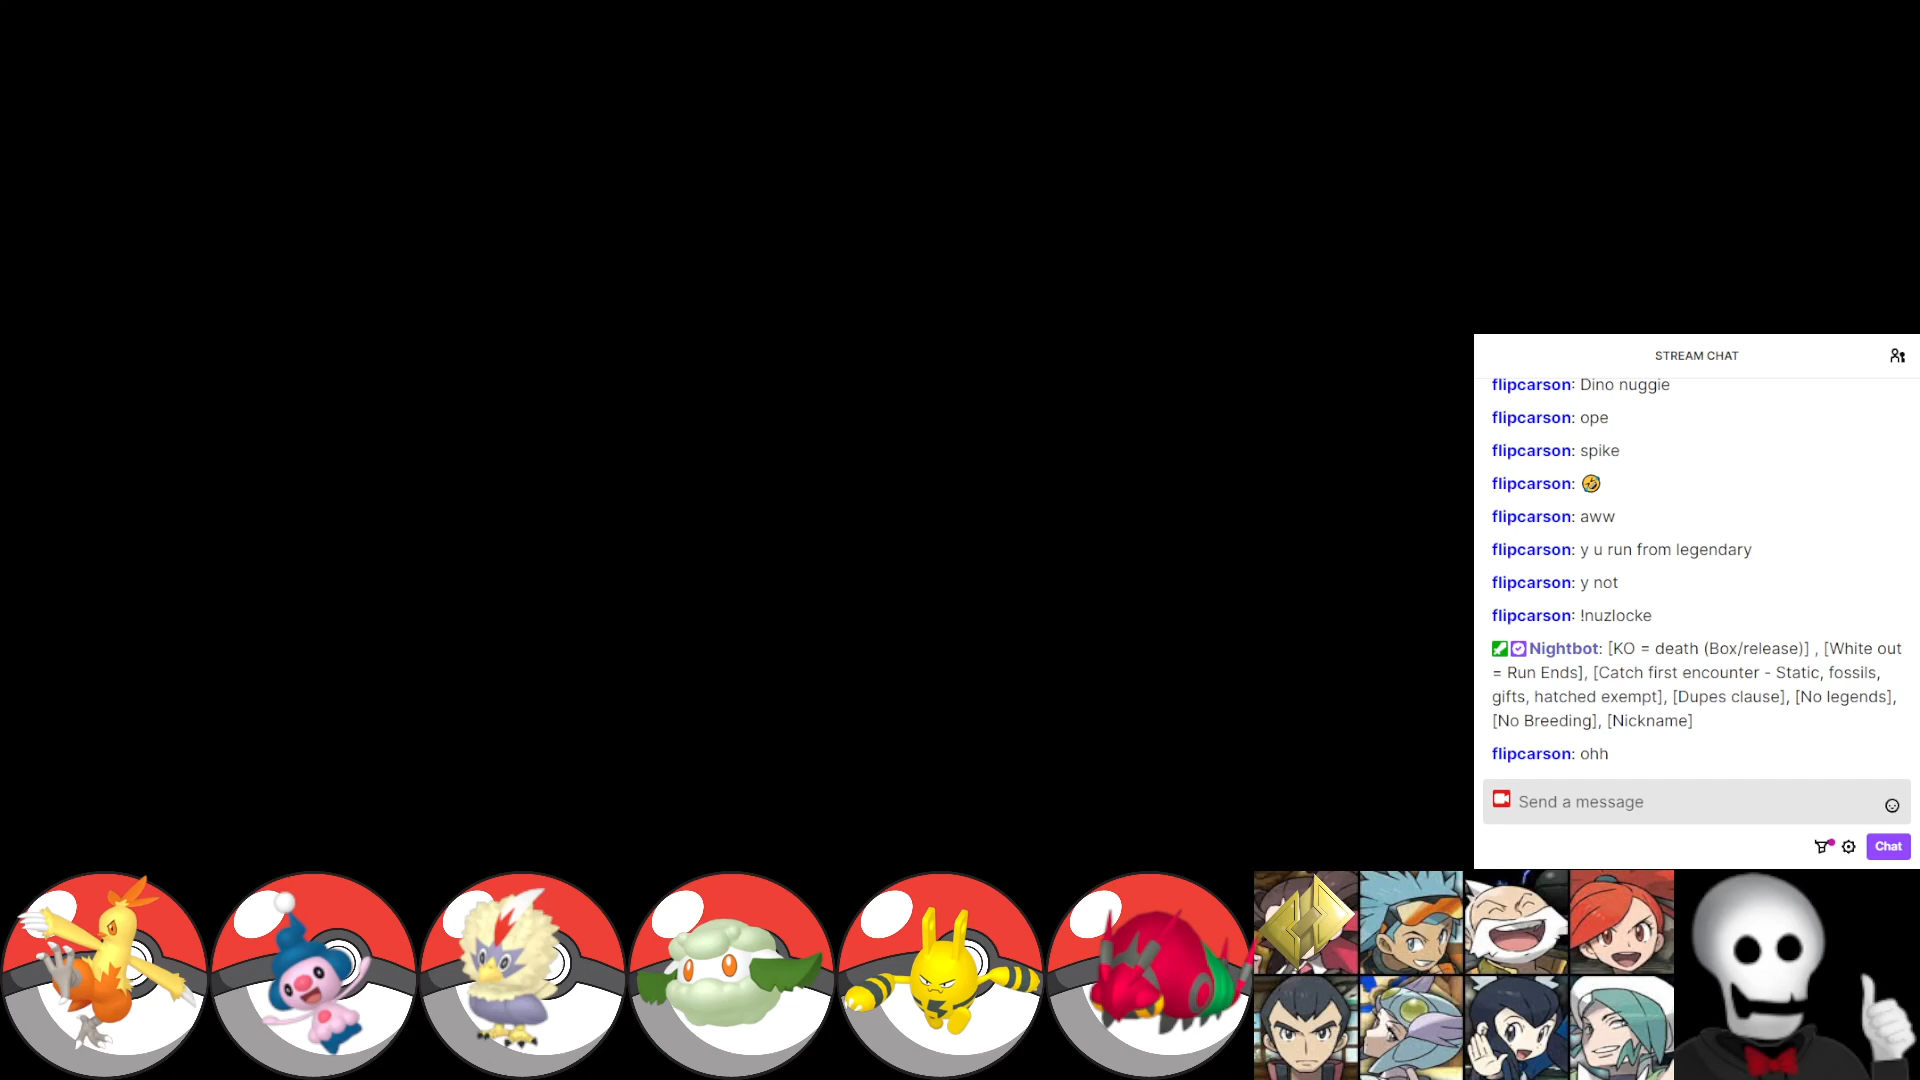 STREAM CHAT
flipcarson: Dino nuggie
flipcarson: ope
flipcarson: spike
flipcarson: 🤣
flipcarson: aww
flipcarson: y u run from legendary
flipcarson: y not
flipcarson: !nuzlocke
Nightbot: [KO = death (Box/release)] , [White out
= Run Ends], [Catch first encounter - Static, fossils,
gifts, hatched exempt], [Dupes clause], [No legends],
[No Breeding], [Nickname]
flipcarson: ohh
Send a message
Chat